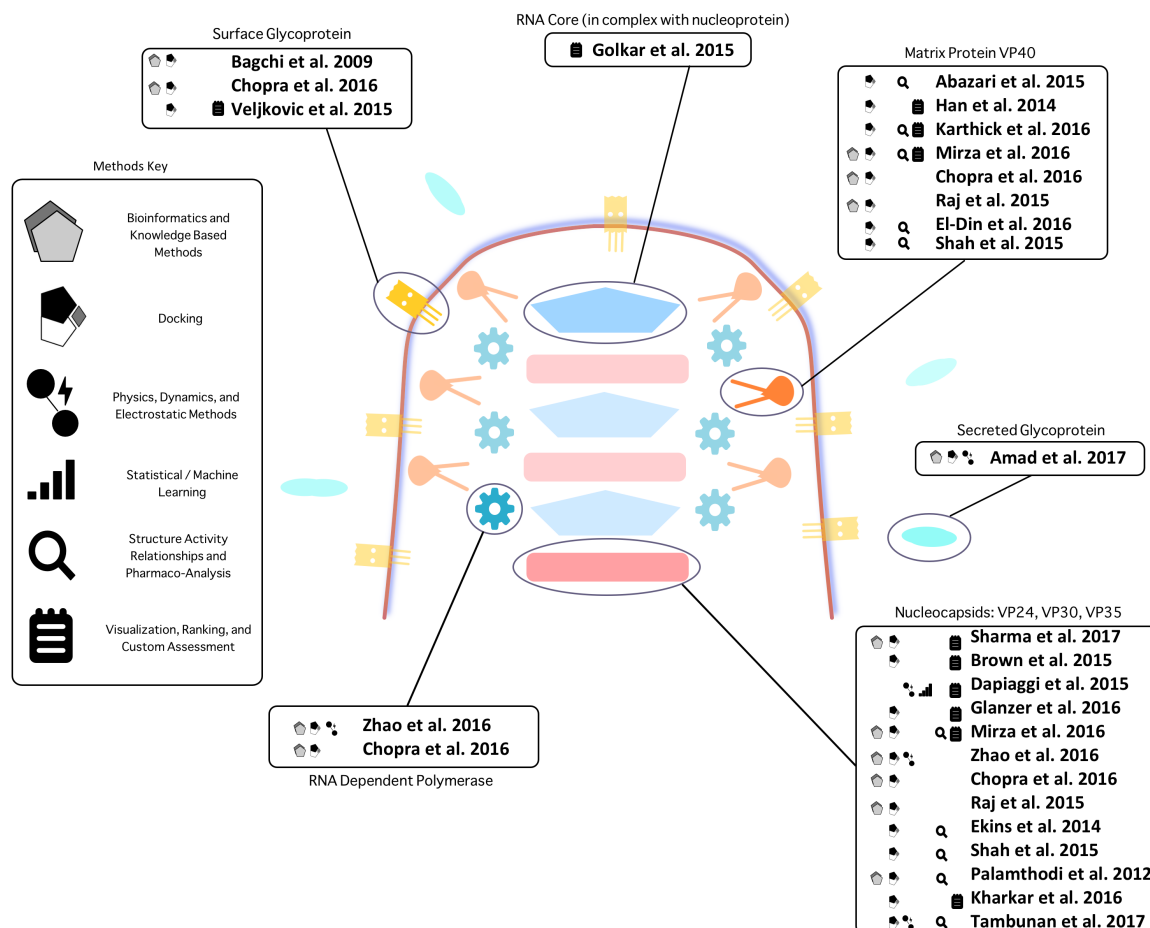 RNA Core (in complex with nucleoprotein)
Golkar et al. 2015
Surface Glycoprotein
Bagchi et al. 2009
Chopra et al. 2016
Veljkovic et al. 2015
Matrix Protein VP40
Abazari et al. 2015
Han et al. 2014
Karthick et al. 2016
Mirza et al. 2016
Chopra et al. 2016
Raj et al. 2015
El-Din et al. 2016
Shah et al. 2015
Methods Key
Bioinformatics and
Knowledge Based
Methods
Docking
Physics, Dynamics, and
Electrostatic Methods
Statistical / Machine
Learning
Structure Activity
Relationships and
Pharmaco-Analysis
Visualization, Ranking, and
Custom Assessment
Secreted Glycoprotein
Amad et al. 2017
Zhao et al. 2016
Chopra et al. 2016
RNA Dependent Polymerase
Nucleocapsids: VP24, VP30, VP35
Sharma et al. 2017
Brown et al. 2015
Dapiaggi et al. 2015
Glanzer et al. 2016
Mirza et al. 2016
Zhao et al. 2016
Chopra et al. 2016
Raj et al. 2015
Ekins et al. 2014
Shah et al. 2015
Palamthodi et al. 2012
Kharkar et al. 2016
Tambunan et al. 2017